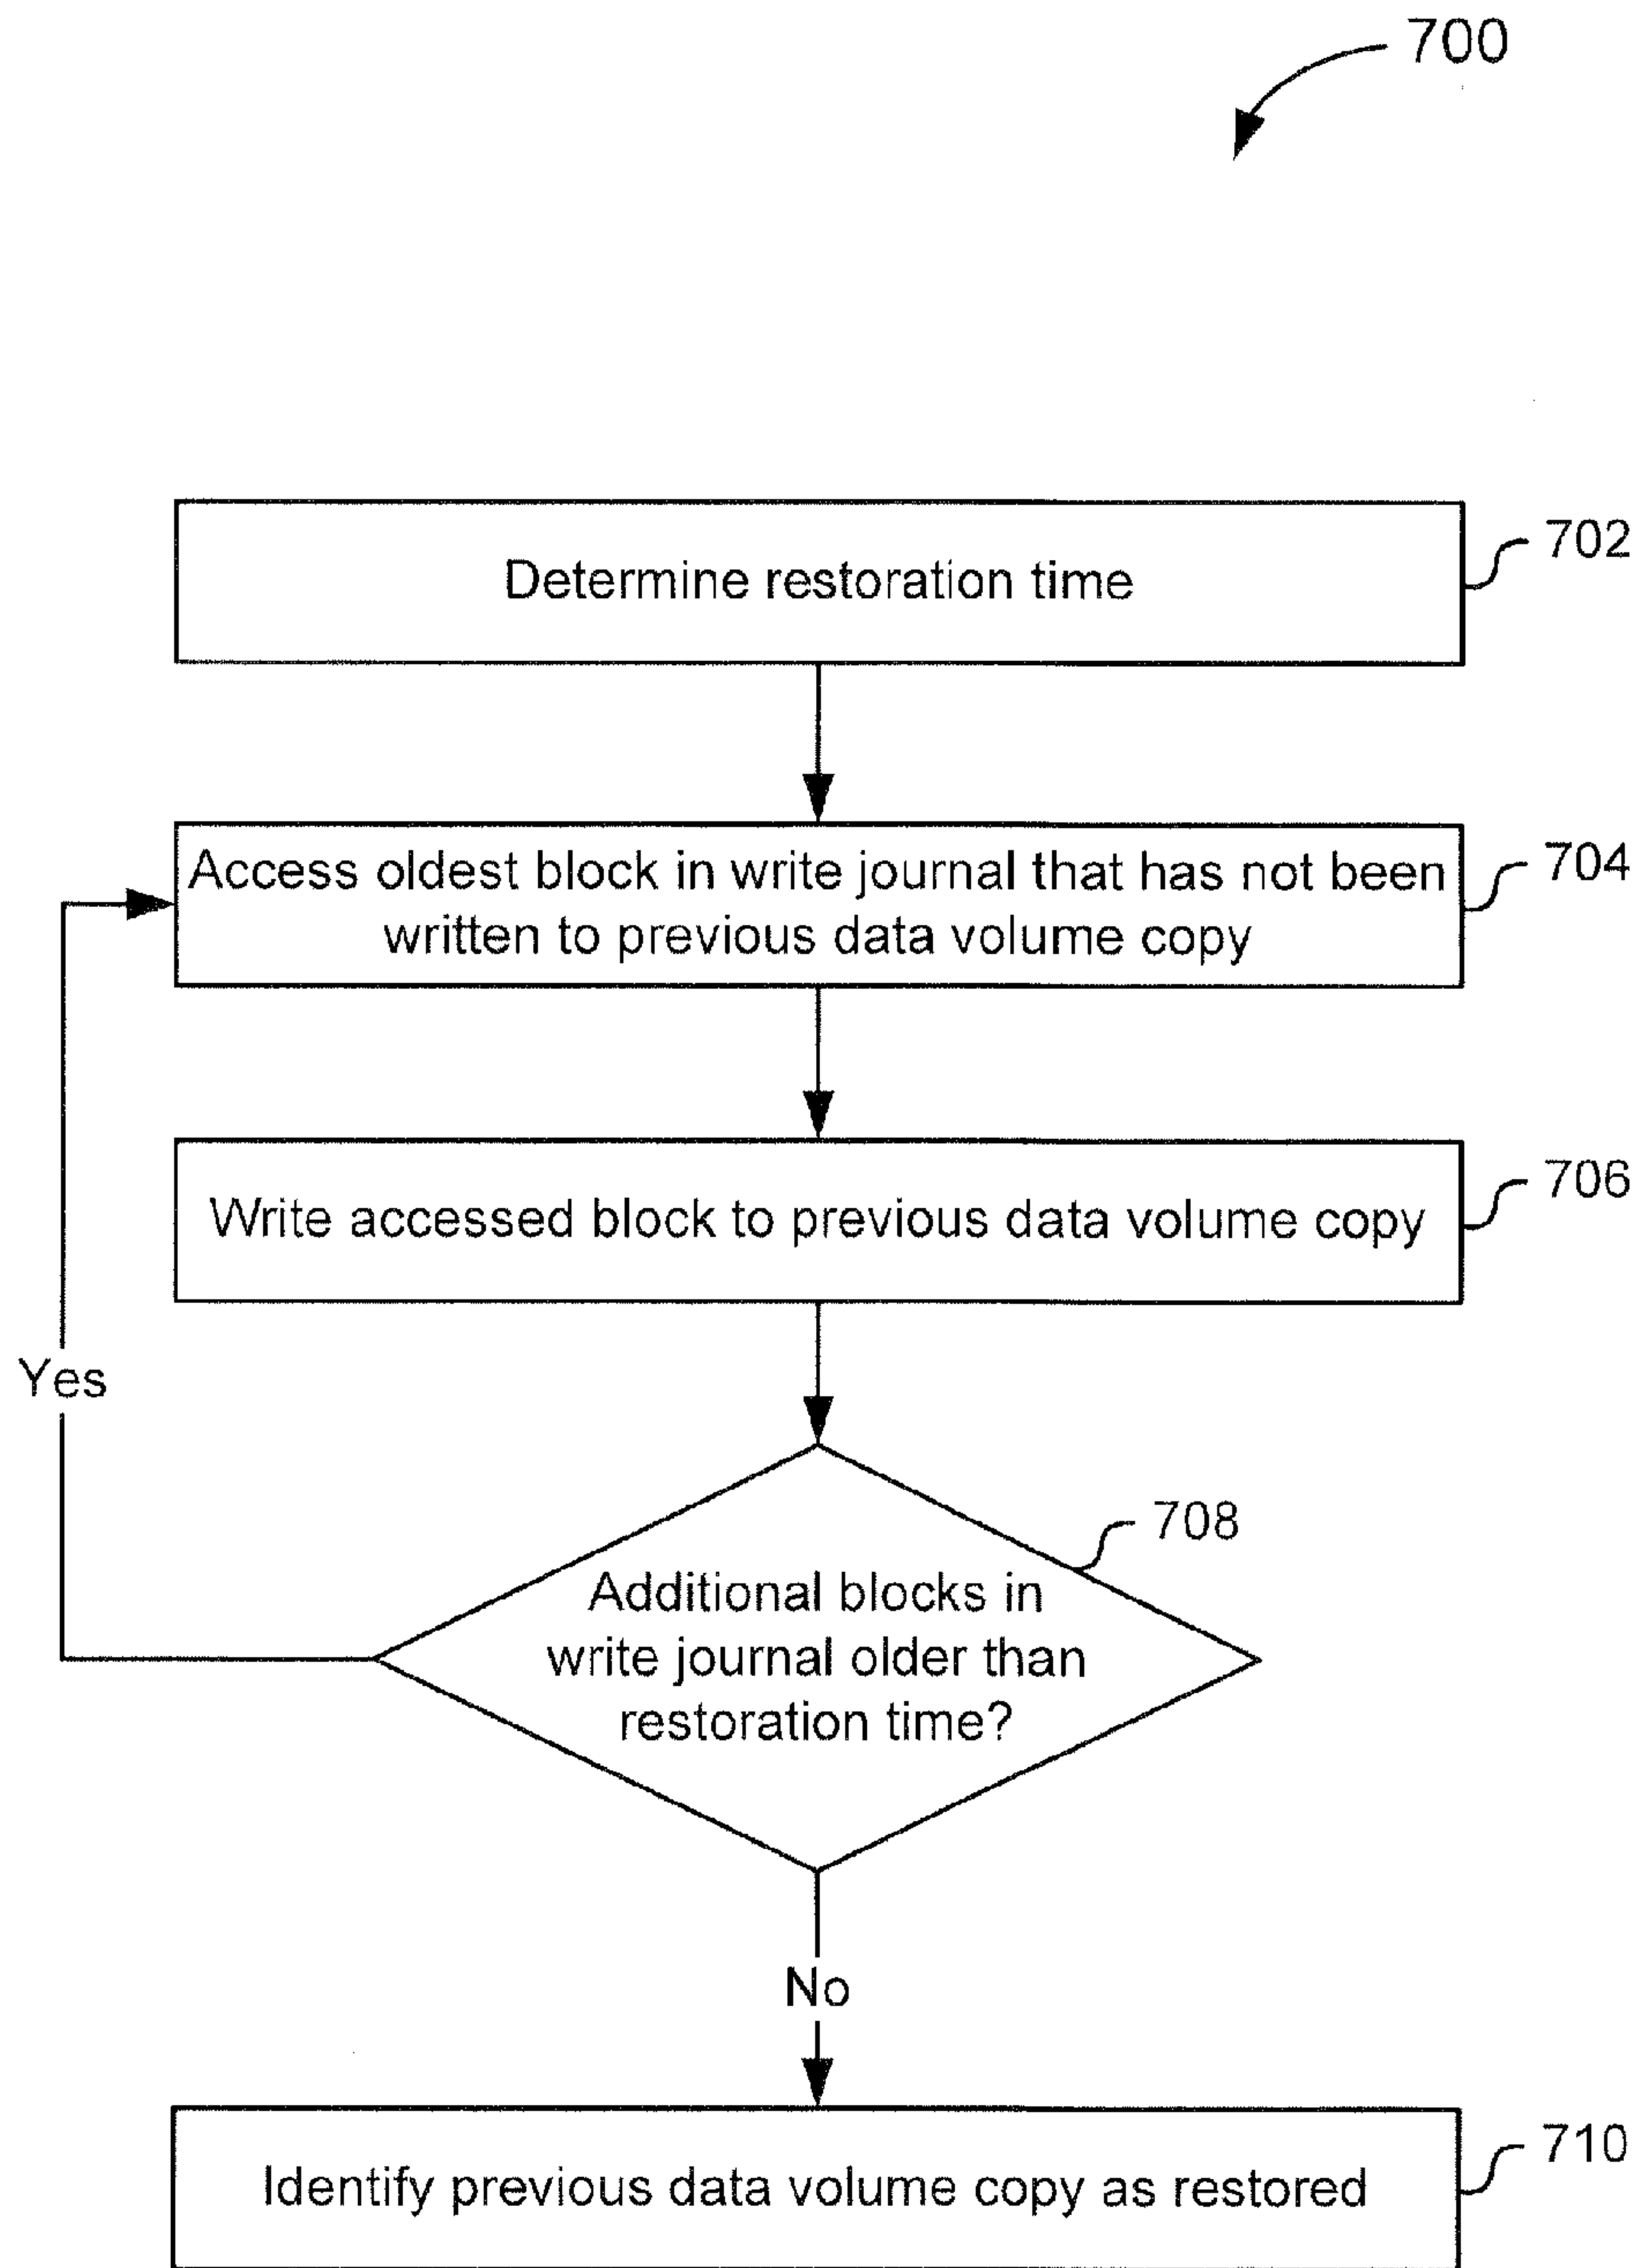 700
Determine restoration time
702
Access oldest block in write journal that has not been
written to previous data volume copy
704
Write accessed block to previous data volume copy
706
Yes
708
Additional blocks in
write journal older than
restoration time?
No
Identify previous data volume copy as restored
710